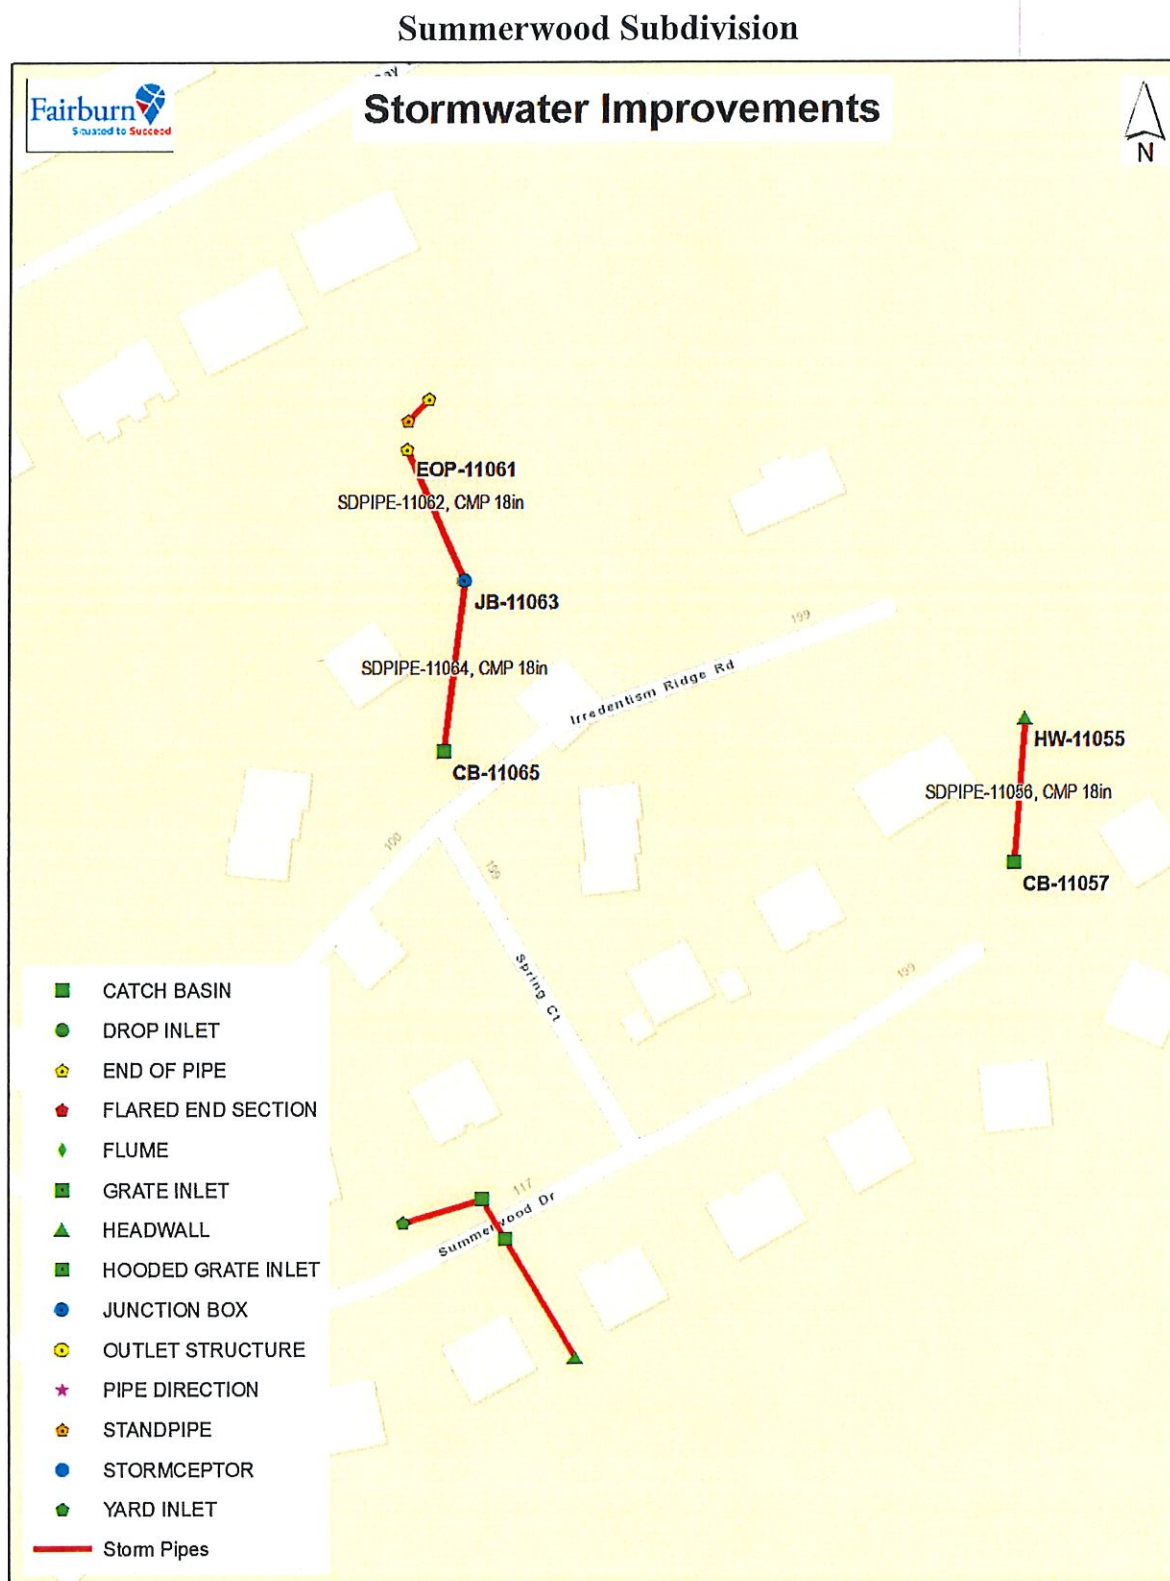 Summerwood Subdivision
Fairburn
Situated to Succeed
Stormwater Improvements
N
EOP-11061
SDPIPE-11062, CMP 18in
JB-11063
199
SDPIPE-11064, CMP 18in
Irredentism Ridge Rd
HW-11055
CB-11065
SDPIPE-11056, CMP 18in
100
199
CB-11057
Spring Ct
199
CATCH BASIN
DROP INLET
END OF PIPE
FLARED END SECTION
FLUME
GRATE INLET
117
HEADWALL
Summerwood Dr
HOODED GRATE INLET
JUNCTION BOX
OUTLET STRUCTURE
PIPE DIRECTION
STANDPIPE
STORMCEPTOR
YARD INLET
Storm Pipes